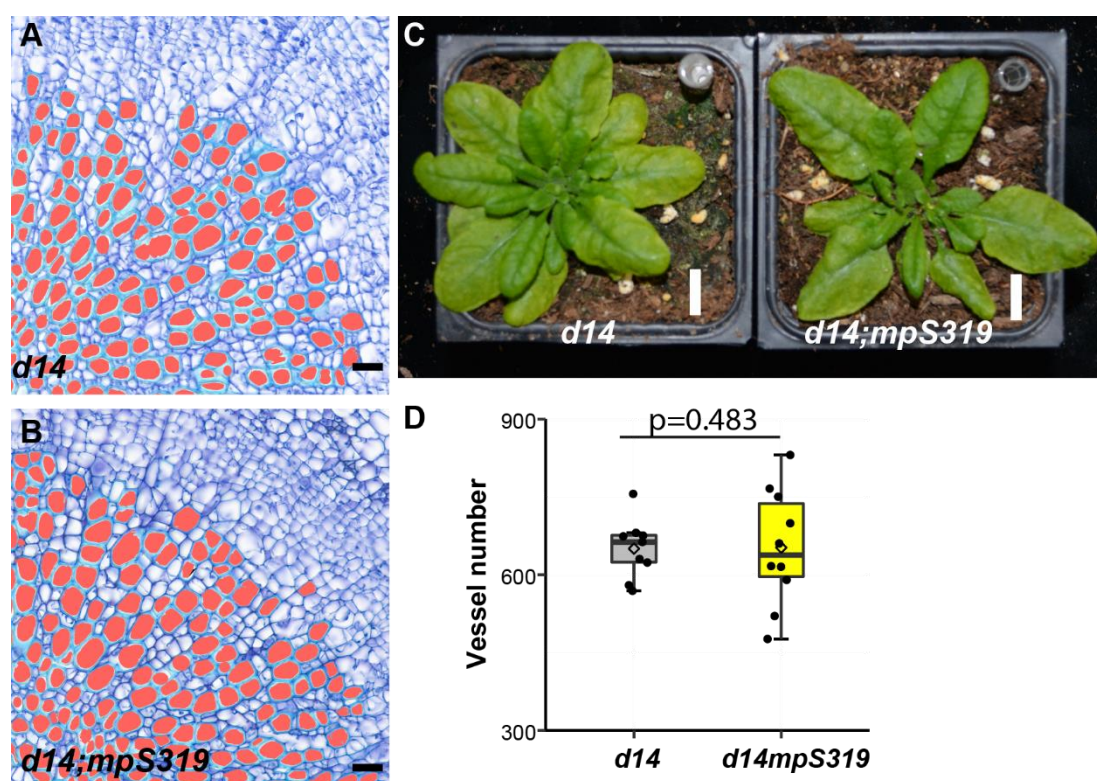 A
d14
B
d14;mpS319
C
d14
d14;mpS319
D
p=0.483
900
600
300
Vessel number
d14
d14mpS319